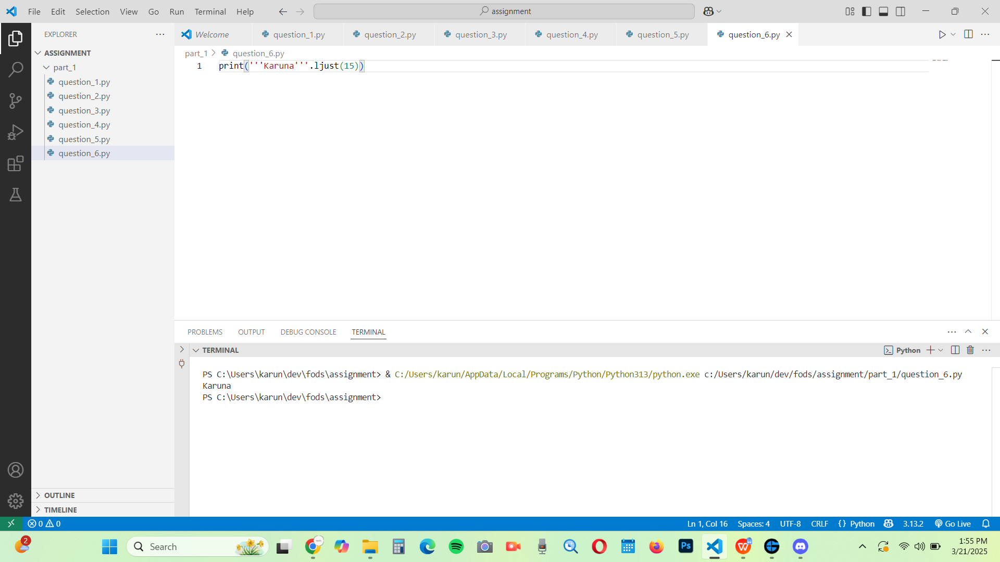 File Edit Selection View Go Run Terminal Help
assignment
EXPLORER
Welcome question_1.py question_2.py question_3.py question_4.py question_5.py question_6.py
ASSIGNMENT
part_1
question_1.py
question_2.py
question_3.py
question_4.py
question_5.py
question_6.py
part_1 > question_6.py
1 print('''Karuna'''.ljust(15))
PROBLEMS OUTPUT DEBUG CONSOLE TERMINAL
TERMINAL
Python
PS C:\Users\karun\dev\fods\assignment> & C:/Users/karun/AppData/Local/Programs/Python/Python313/python.exe c:/Users/karun/dev/fods/assignment/part_1/question_6.py
Karuna
PS C:\Users\karun\dev\fods\assignment>
OUTLINE
TIMELINE
0 0
Ln 1, Col 16 Spaces: 4 UTF-8 CRLF {} Python 3.13.2 Go Live
2
Search
Ps
1:55 PM
3/21/2025